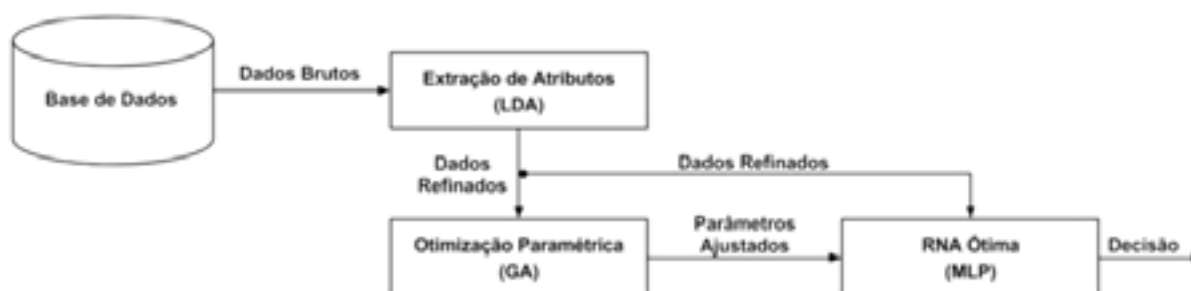 Base de Dados
Dados Brutos
Extração de Atributos
(LDA)
Dados
Refinados
Dados Refinados
Otimização Paramétrica
(GA)
Parâmetros
Ajustados
RNA Ótima
(MLP)
Decisão